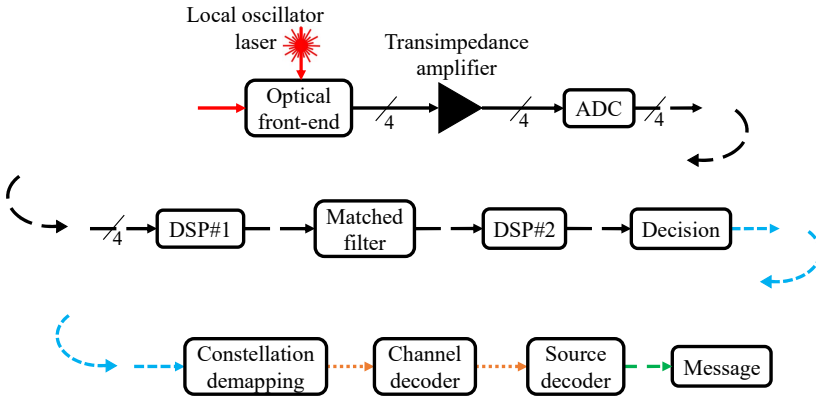 Local oscillator
laser
Transimpedance
amplifier
Optical
front-end
4
4
ADC
4
4
DSP#1
Matched
filter
DSP#2
Decision
Constellation
demapping
Channel
decoder
Source
decoder
Message